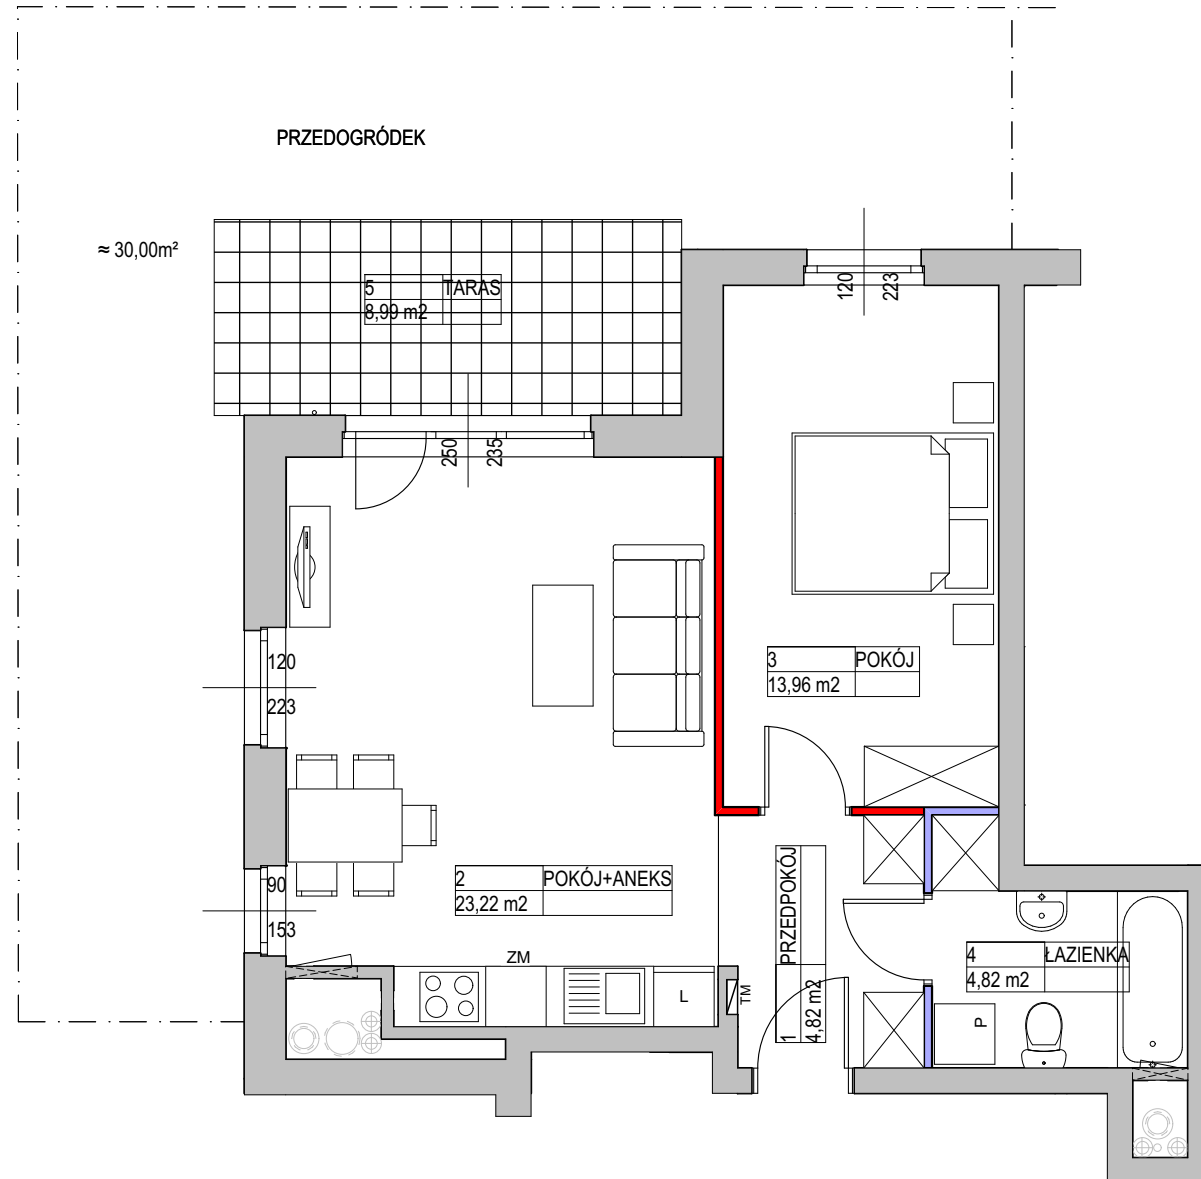 PRZEDOGRÓDEK
≈ 30,00m²
5 TARAS
8,99 m2
120 223
250 235
120
223
3 POKÓJ
13,96 m2
90
153
2 POKÓJ+ANEKS
23,22 m2
1 PRZEDPOKÓJ
4,82 m2
4 ŁAZIENKA
4,82 m2
ZM
L
TM
P